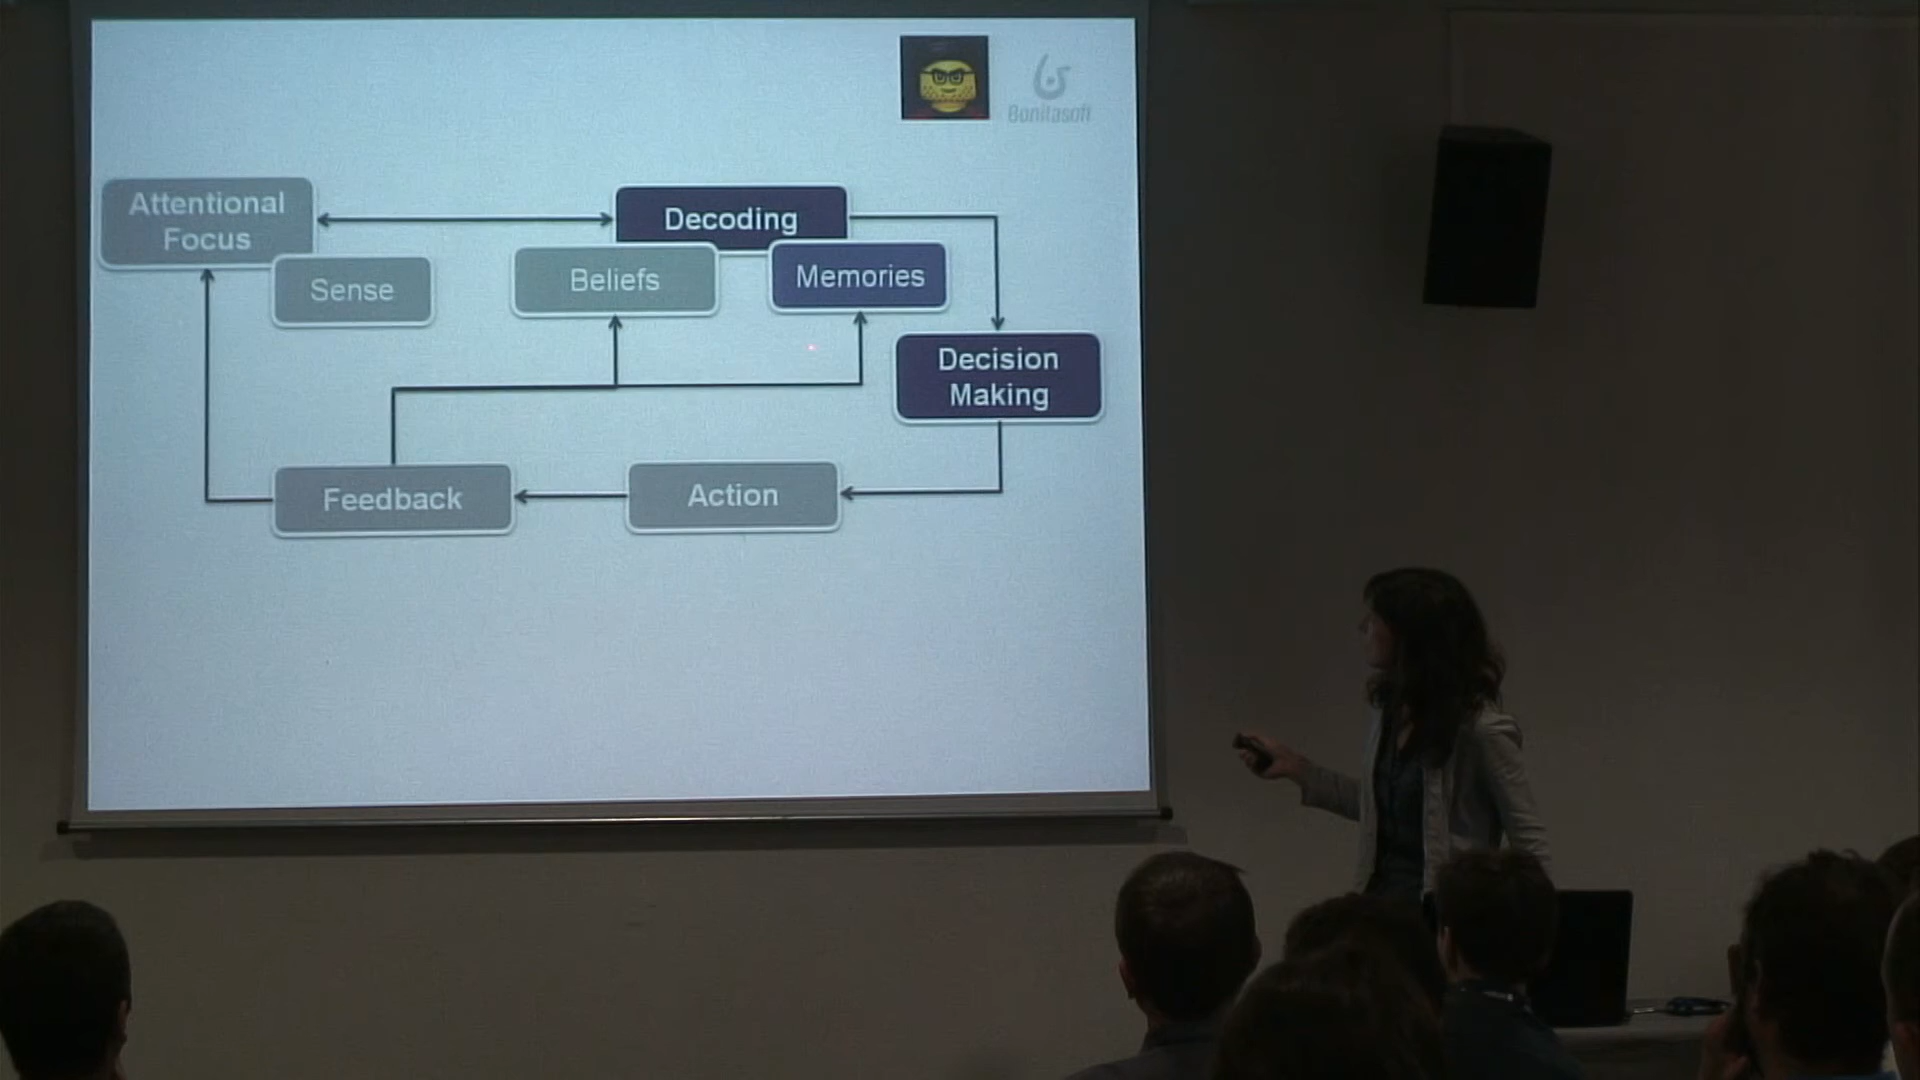 Bonitasoft
Attentional
Focus
Decoding
Sense
Beliefs
Memories
Decision
Making
Feedback
Action